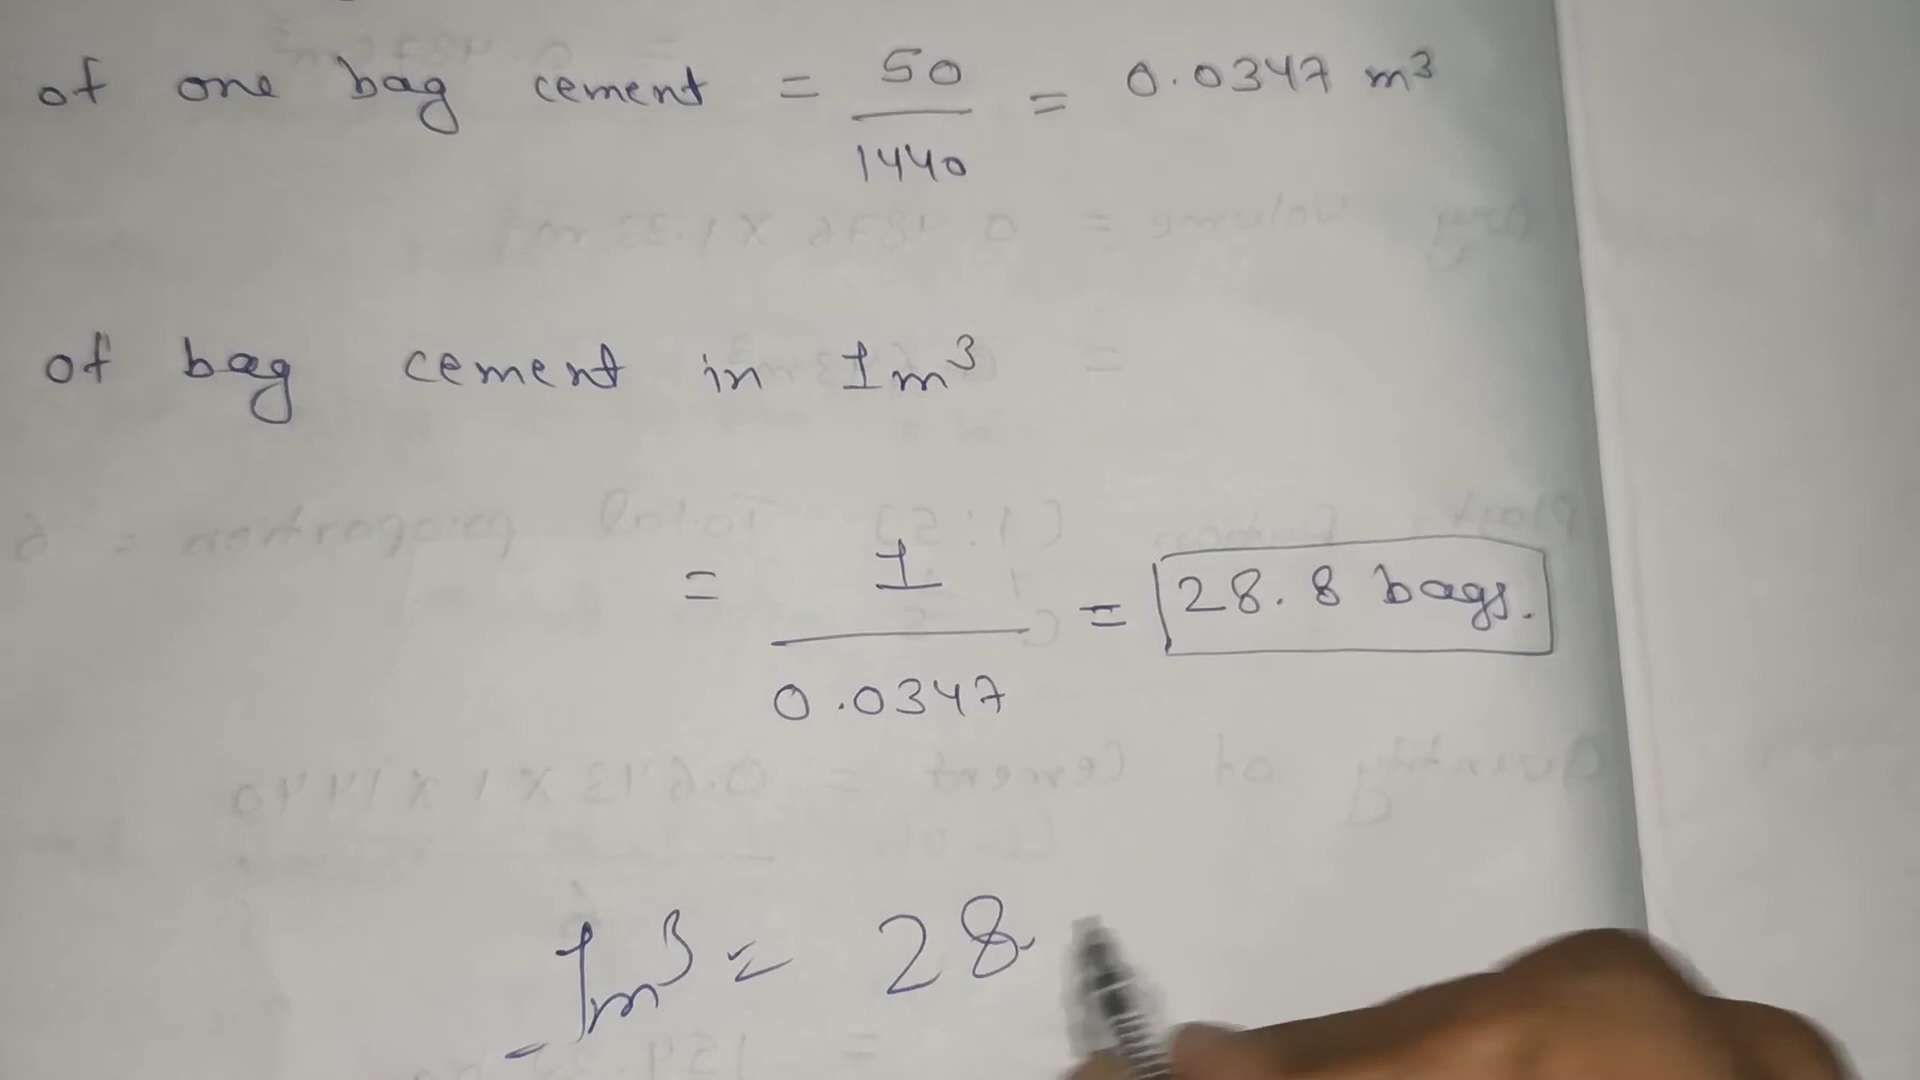 of one bag cement = 50 / 1440 = 0.0347 m³
of bag cement in 1m³
= 1 / 0.0347 = 28.8 bags.
1m³ = 28